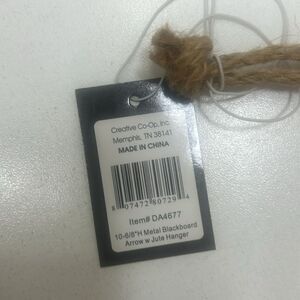 Creative Co-Op, Inc.
Memphis, TN 38141
MADE IN CHINA
8 07472 80729 4
Item# DA4677
10-6/8"H Metal Blackboard
Arrow w Jute Hanger